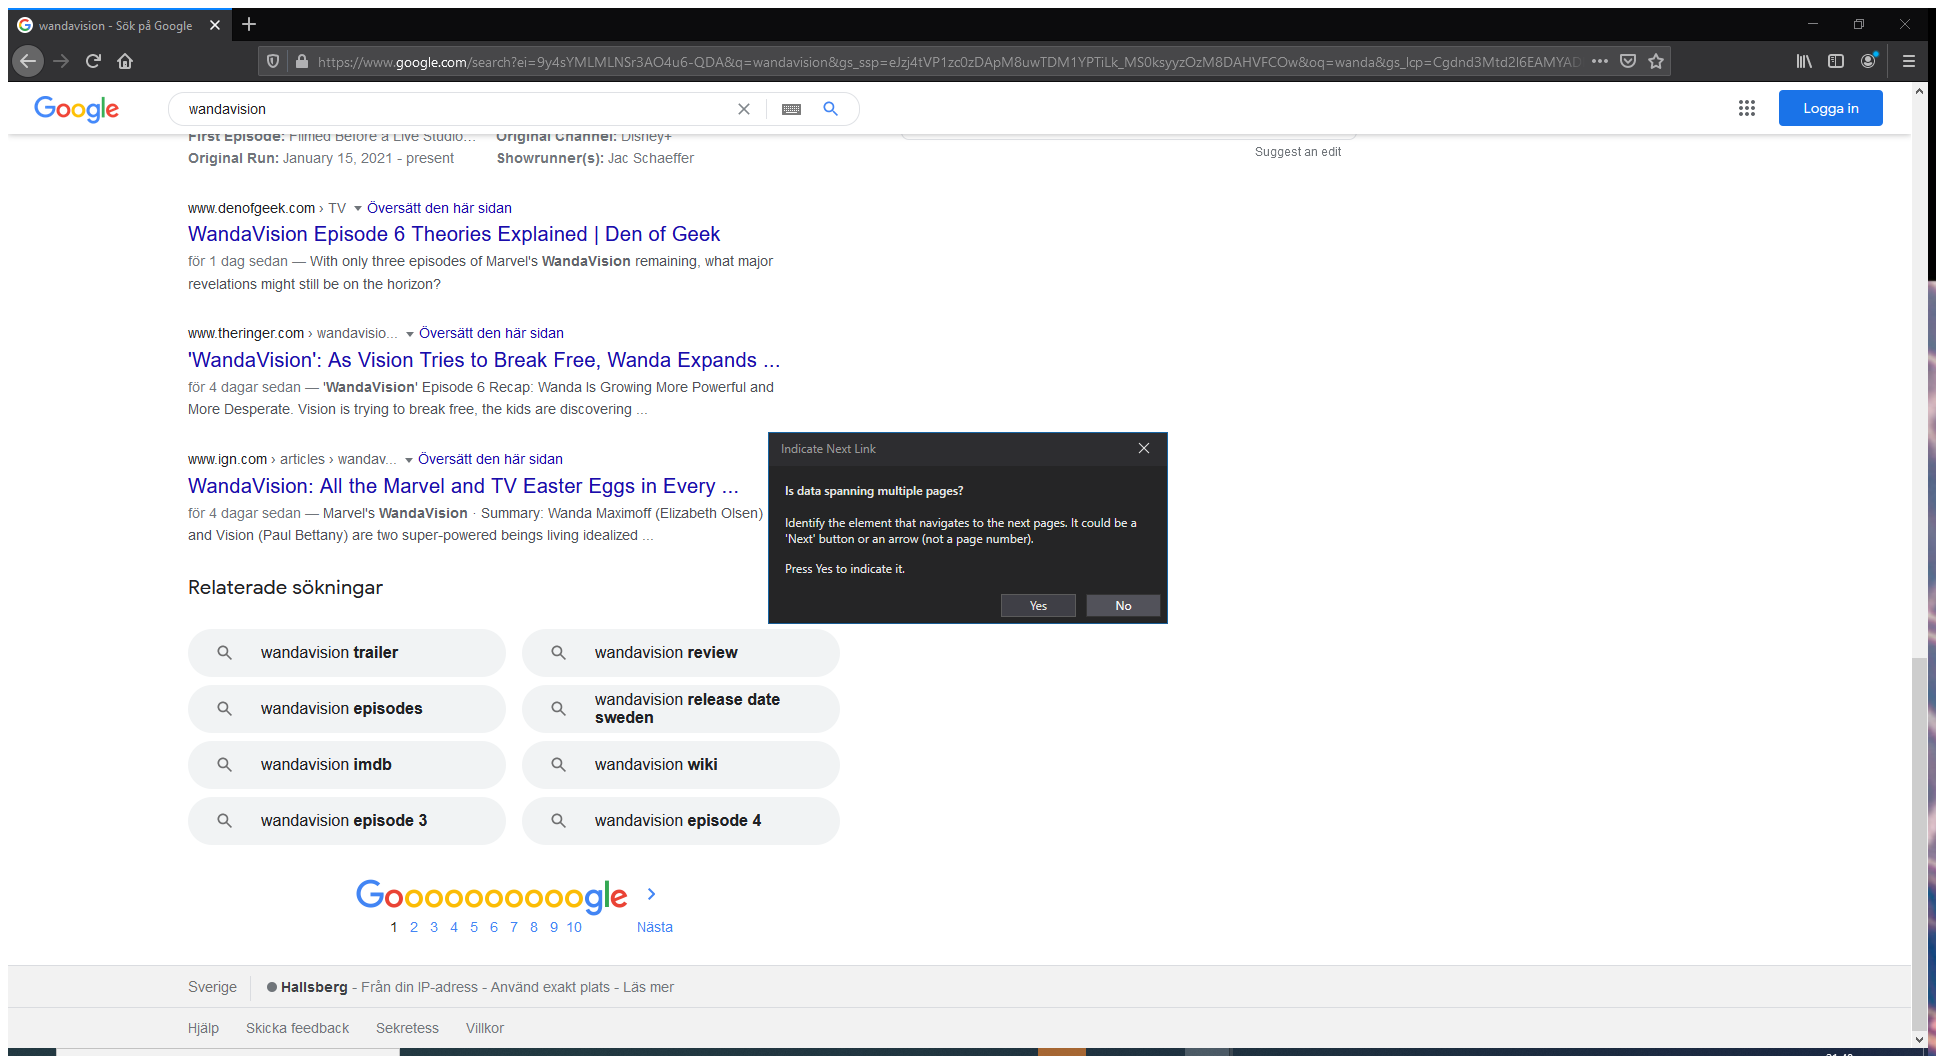 wandavision - Sök på Google
https://www.google.com/search?ei=9y4sYMLMLNSr3AO4u6-QDA&q=wandavision&gs_ssp=eJzj4tVP1zc0zDApM8uwTDM1YPTiLk_MS0ksyyzOzM8DAHVFCOw&oq=wanda&gs_lcp=Cgdnd3Mtd2l6EAMYAD
Google
wandavision
Logga in
First Episode: Filmed Before a Live Studio... Original Channel: Disney+
Original Run: January 15, 2021 - present Showrunner(s): Jac Schaeffer
Suggest an edit
www.denofgeek.com › TV Översätt den här sidan
WandaVision Episode 6 Theories Explained | Den of Geek
för 1 dag sedan — With only three episodes of Marvel's WandaVision remaining, what major
revelations might still be on the horizon?
www.theringer.com › wandavisio... Översätt den här sidan
'WandaVision': As Vision Tries to Break Free, Wanda Expands ...
för 4 dagar sedan — 'WandaVision' Episode 6 Recap: Wanda Is Growing More Powerful and
More Desperate. Vision is trying to break free, the kids are discovering ...
www.ign.com › articles › wandav... Översätt den här sidan
WandaVision: All the Marvel and TV Easter Eggs in Every ...
för 4 dagar sedan — Marvel's WandaVision · Summary: Wanda Maximoff (Elizabeth Olsen)
and Vision (Paul Bettany) are two super-powered beings living idealized ...
Indicate Next Link
Is data spanning multiple pages?
Identify the element that navigates to the next pages. It could be a
'Next' button or an arrow (not a page number).
Press Yes to indicate it.
Yes No
Relaterade sökningar
wandavision trailer
wandavision review
wandavision episodes
wandavision release date
sweden
wandavision imdb
wandavision wiki
wandavision episode 3
wandavision episode 4
Goooooooooogle
1 2 3 4 5 6 7 8 9 10 Nästa
Sverige Hallsberg - Från din IP-adress - Använd exakt plats - Läs mer
Hjälp Skicka feedback Sekretess Villkor